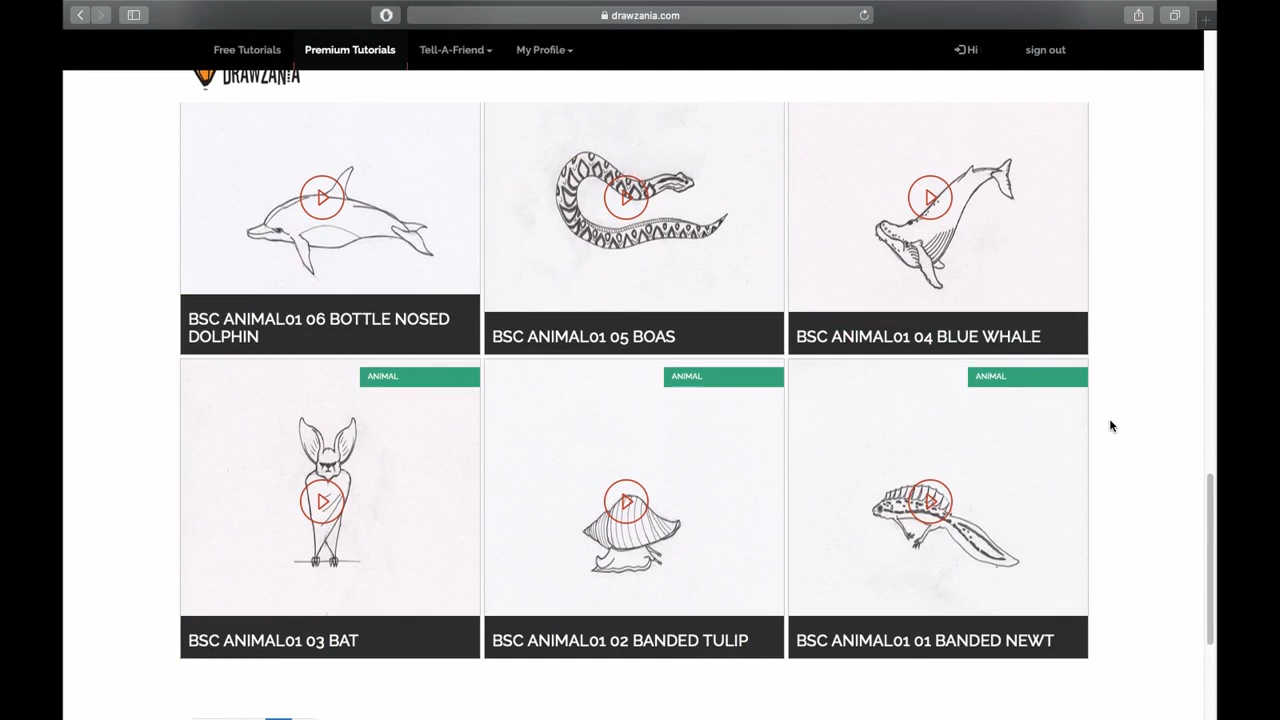 drawzania.com
Free Tutorials Premium Tutorials Tell-A-Friend My Profile Hi sign out
DRAWZANIA
BSC ANIMAL01 06 BOTTLE NOSED
DOLPHIN
BSC ANIMAL01 05 BOAS
BSC ANIMAL01 04 BLUE WHALE
ANIMAL
ANIMAL
ANIMAL
BSC ANIMAL01 03 BAT
BSC ANIMAL01 02 BANDED TULIP
BSC ANIMAL01 01 BANDED NEWT